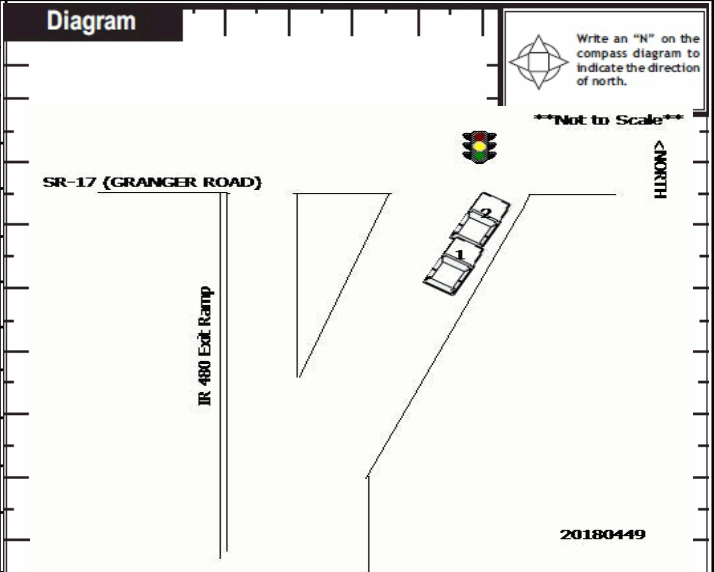 Diagram
Write an “N” on the
compass diagram to
indicate the direction
of north.
**Not to Scale**
<NORTH
SR-17 (GRANGER ROAD)
2
1
IR 480 Exit Ramp
20180449